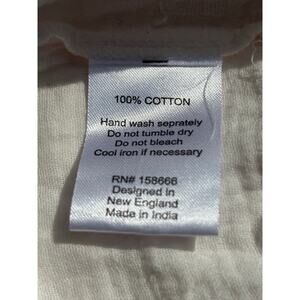 100% COTTON
Hand wash seprately
Do not tumble dry
Do not bleach
Cool iron if necessary
RN# 158666
Designed in
New England
Made in India